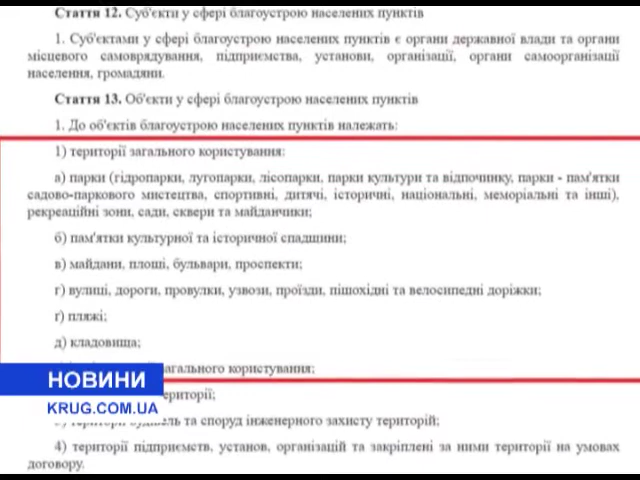 Стаття 12. Суб'єкти у сфері благоустрою населених пунктів
1. Суб'єктами у сфері благоустрою населених пунктів є органи державної влади та органи
місцевого самоврядування, підприємства, установи, організації, органи самоорганізації
населення, громадяни.
Стаття 13. Об'єкти у сфері благоустрою населених пунктів
1. До об'єктів благоустрою населених пунктів належать:
1) території загального користування:
а) парки (гідропарки, лугопарки, лісопарки, парки культури та відпочинку, парки - пам'ятки
садово-паркового мистецтва, спортивні, дитячі, історичні, національні, меморіальні та інші),
рекреаційні зони, сади, сквери та майданчики;
б) пам'ятки культурної та історичної спадщини;
в) майдани, площі, бульвари, проспекти;
г) вулиці, дороги, провулки, узвози, проїзди, пішохідні та велосипедні доріжки;
ґ) пляжі;
д) кладовища;
загального користування;
території;
будівель та споруд інженерного захисту територій;
4) території підприємств, установ, організацій та закріплені за ними території на умовах
договору.
НОВИНИ
KRUG.COM.UA